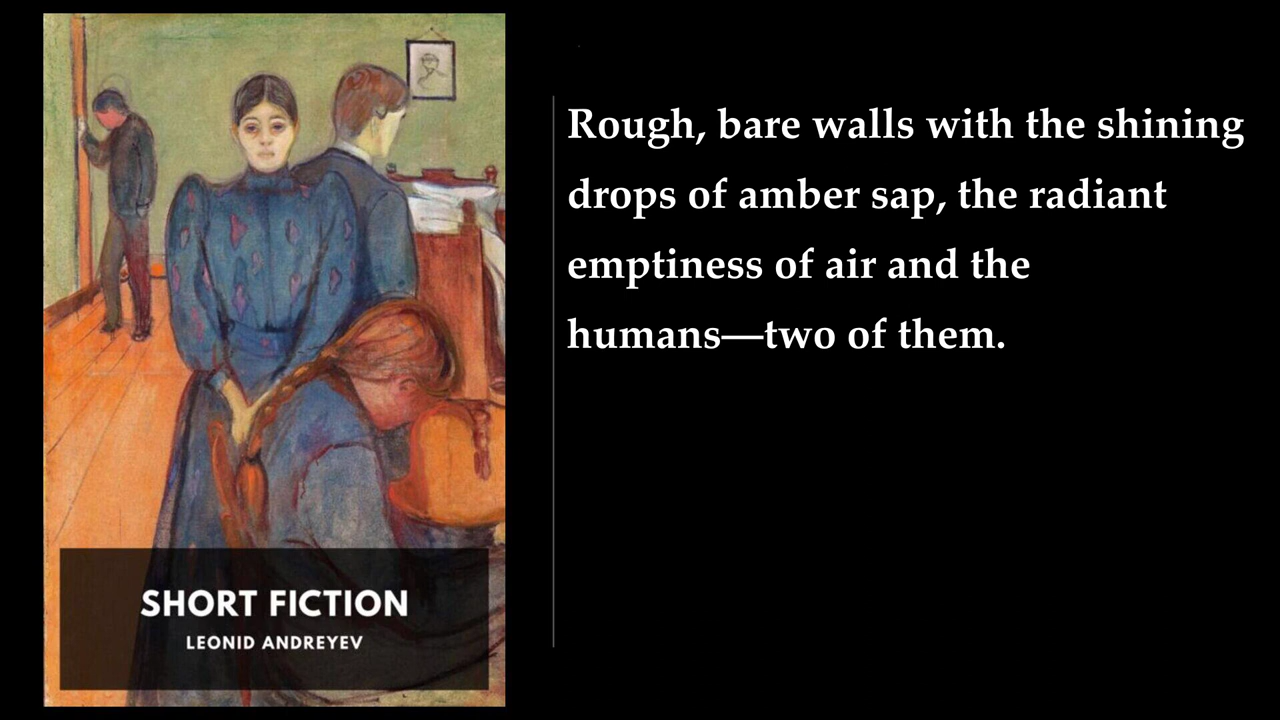 Rough, bare walls with the shining
drops of amber sap, the radiant
emptiness of air and the
humans—two of them.
SHORT FICTION
LEONID ANDREYEV